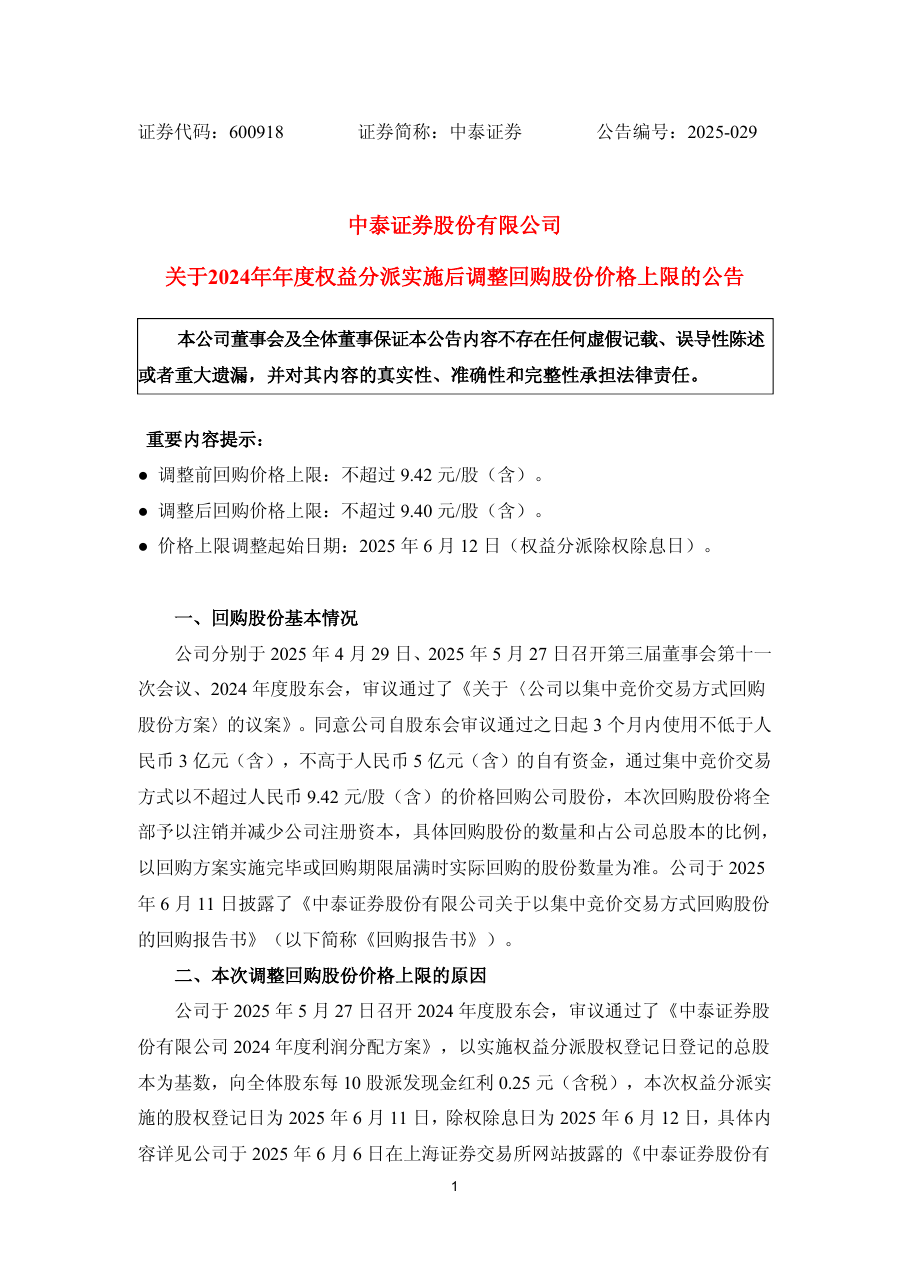 证券代码：600918 证券简称：中泰证券 公告编号：2025-029
中泰证券股份有限公司
关于2024年年度权益分派实施后调整回购股份价格上限的公告
本公司董事会及全体董事保证本公告内容不存在任何虚假记载、误导性陈述
或者重大遗漏，并对其内容的真实性、准确性和完整性承担法律责任。
重要内容提示：
● 调整前回购价格上限：不超过 9.42 元/股（含）。
● 调整后回购价格上限：不超过 9.40 元/股（含）。
● 价格上限调整起始日期：2025 年 6 月 12 日（权益分派除权除息日）。
一、回购股份基本情况
公司分别于 2025 年 4 月 29 日、2025 年 5 月 27 日召开第三届董事会第十一
次会议、2024 年度股东会，审议通过了《关于〈公司以集中竞价交易方式回购
股份方案〉的议案》。同意公司自股东会审议通过之日起 3 个月内使用不低于人
民币 3 亿元（含），不高于人民币 5 亿元（含）的自有资金，通过集中竞价交易
方式以不超过人民币 9.42 元/股（含）的价格回购公司股份，本次回购股份将全
部予以注销并减少公司注册资本，具体回购股份的数量和占公司总股本的比例，
以回购方案实施完毕或回购期限届满时实际回购的股份数量为准。公司于 2025
年 6 月 11 日披露了《中泰证券股份有限公司关于以集中竞价交易方式回购股份
的回购报告书》（以下简称《回购报告书》）。
二、本次调整回购股份价格上限的原因
公司于 2025 年 5 月 27 日召开 2024 年度股东会，审议通过了《中泰证券股
份有限公司 2024 年度利润分配方案》，以实施权益分派股权登记日登记的总股
本为基数，向全体股东每 10 股派发现金红利 0.25 元（含税），本次权益分派实
施的股权登记日为 2025 年 6 月 11 日，除权除息日为 2025 年 6 月 12 日，具体内
容详见公司于 2025 年 6 月 6 日在上海证券交易所网站披露的《中泰证券股份有
1